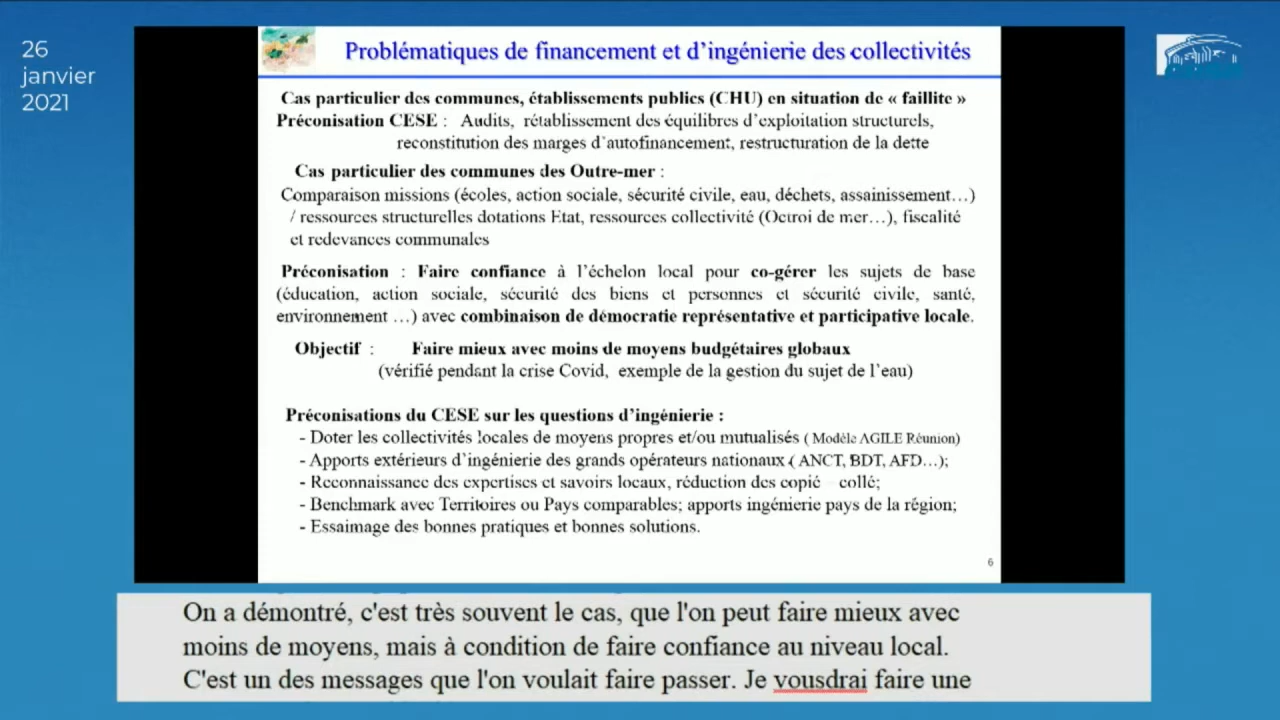 26
janvier
2021
Problématiques de financement et d'ingénierie des collectivités
Cas particulier des communes, établissements publics (CHU) en situation de « faillite »
Préconisation CESE : Audits, rétablissement des équilibres d'exploitation structurels,
reconstitution des marges d'autofinancement, restructuration de la dette
Cas particulier des communes des Outre-mer :
Comparaison missions (écoles, action sociale, sécurité civile, eau, déchets, assainissement…)
/ ressources structurelles dotations Etat, ressources collectivité (Octroi de mer…), fiscalité
et redevances communales
Préconisation : Faire confiance à l'échelon local pour co-gérer les sujets de base
(éducation, action sociale, sécurité des biens et personnes et sécurité civile, santé,
environnement …) avec combinaison de démocratie représentative et participative locale.
Objectif : Faire mieux avec moins de moyens budgétaires globaux
(vérifié pendant la crise Covid, exemple de la gestion du sujet de l'eau)
Préconisations du CESE sur les questions d'ingénierie :
- Doter les collectivités locales de moyens propres et/ou mutualisés ( Modèle AGILE Réunion)
- Apports extérieurs d'ingénierie des grands opérateurs nationaux ( ANCT, BDT, AFD…);
- Reconnaissance des expertises et savoirs locaux, réduction des copié – collé;
- Benchmark avec Territoires ou Pays comparables; apports ingénierie pays de la région;
- Essaimage des bonnes pratiques et bonnes solutions.
6
On a démontré, c'est très souvent le cas, que l'on peut faire mieux avec
moins de moyens, mais à condition de faire confiance au niveau local.
C'est un des messages que l'on voulait faire passer. Je vousdrai faire une